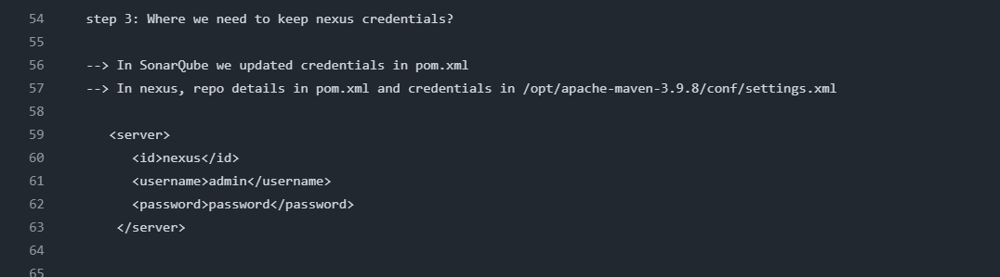 54 step 3: Where we need to keep nexus credentials?
55
56 --> In SonarQube we updated credentials in pom.xml
57 --> In nexus, repo details in pom.xml and credentials in /opt/apache-maven-3.9.8/conf/settings.xml
58
59 <server>
60 <id>nexus</id>
61 <username>admin</username>
62 <password>password</password>
63 </server>
64
65